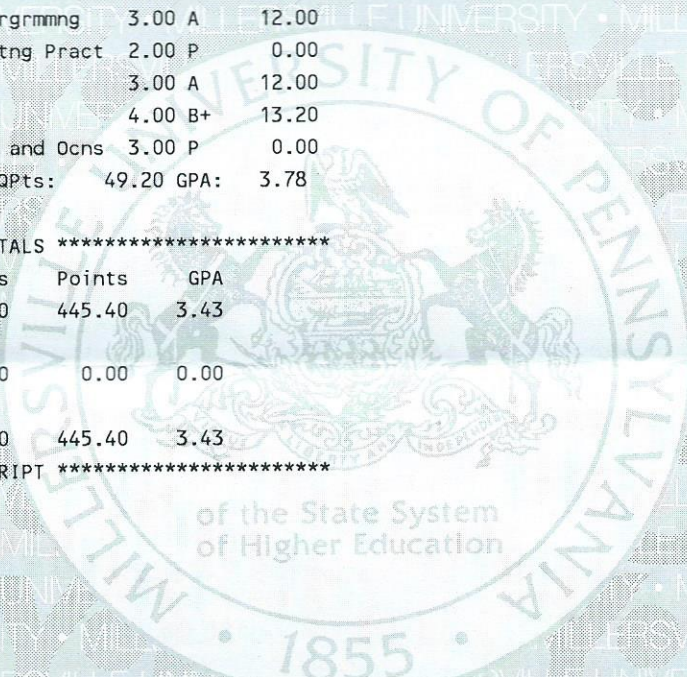 rgrmmng 3.00 A 12.00
tng Pract 2.00 P 0.00
3.00 A 12.00
4.00 B+ 13.20
and Ocns 3.00 P 0.00
QPts: 49.20 GPA: 3.78
TALS ***********************
s Points GPA
0 445.40 3.43
0 0.00 0.00
0 445.40 3.43
RIPT ***********************
MILLERSVILLE UNIVERSITY OF PENNSYLVANIA
of the State System
of Higher Education
• 1855 •